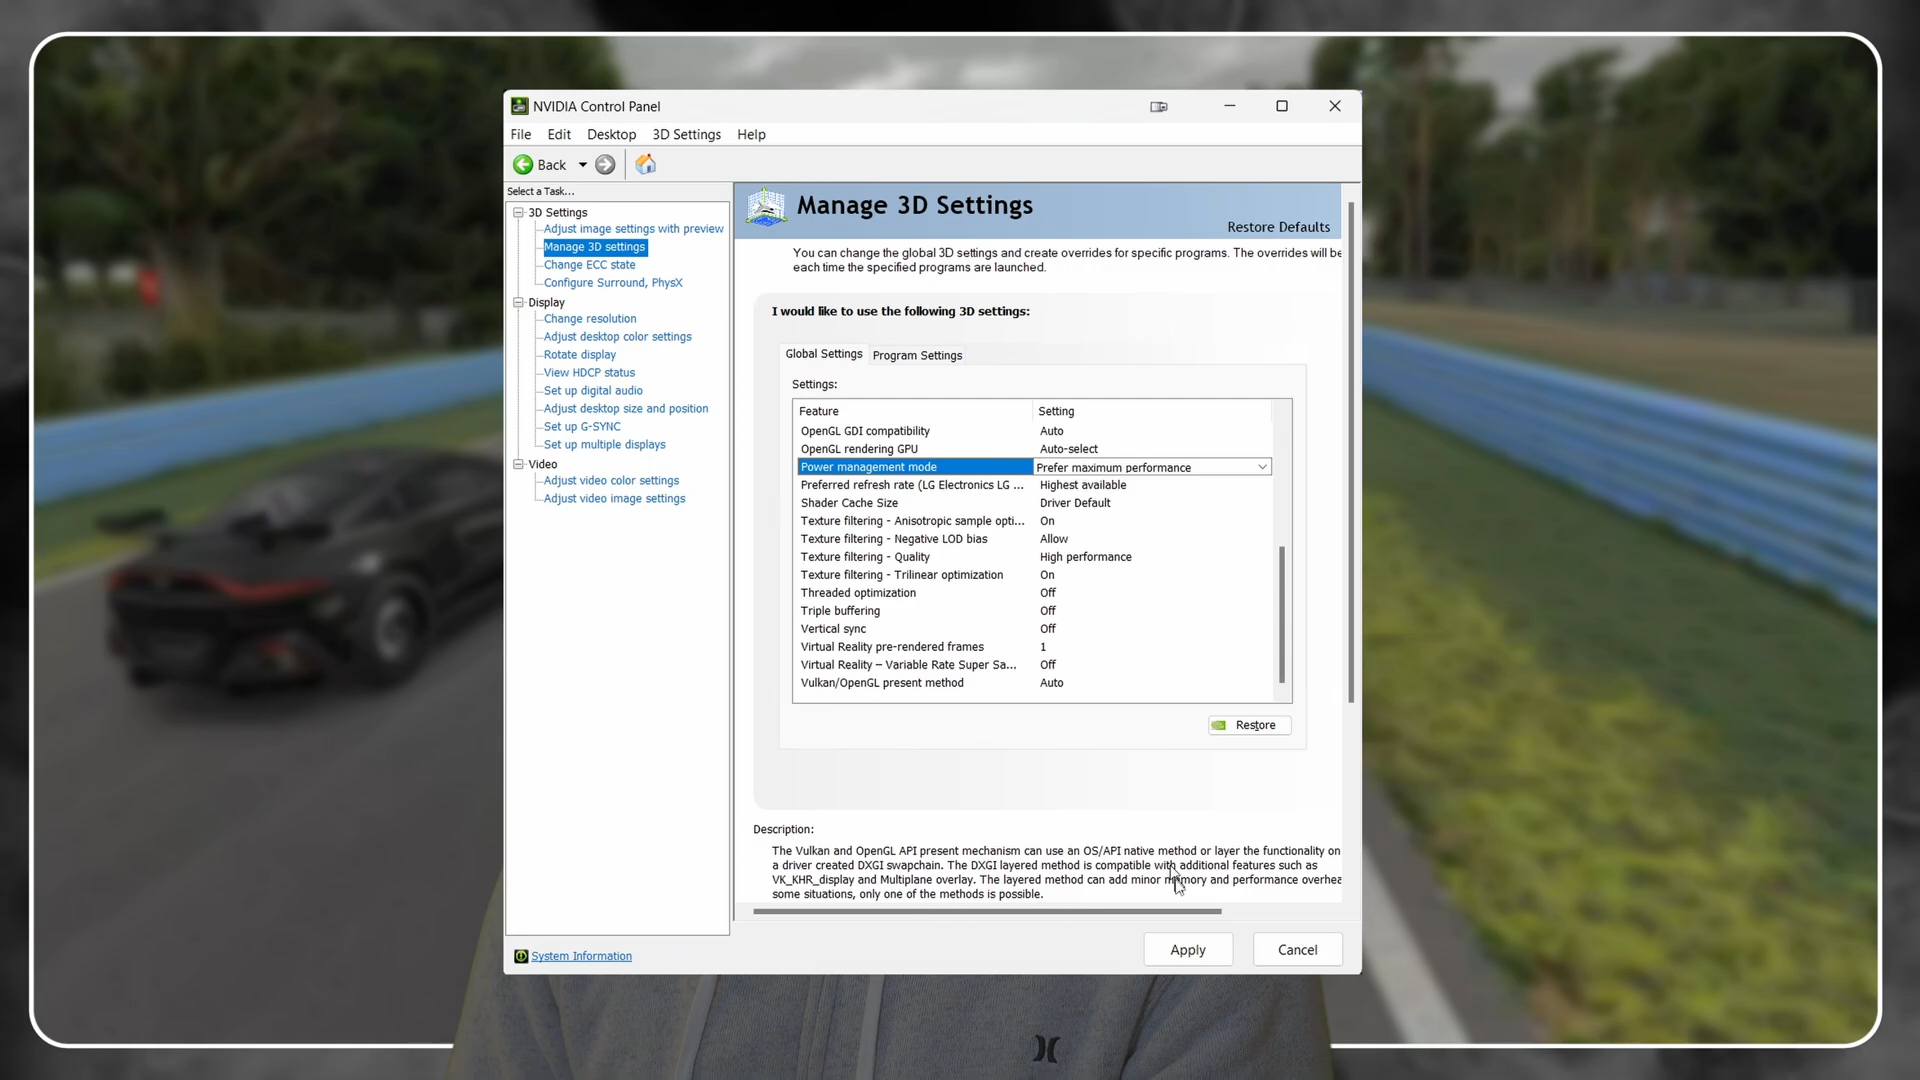 NVIDIA Control Panel
File Edit Desktop 3D Settings Help
Back
Select a Task...
3D Settings
Adjust image settings with preview
Manage 3D settings
Change ECC state
Configure Surround, PhysX
Display
Change resolution
Adjust desktop color settings
Rotate display
View HDCP status
Set up digital audio
Adjust desktop size and position
Set up G-SYNC
Set up multiple displays
Video
Adjust video color settings
Adjust video image settings
System Information
Manage 3D Settings
Restore Defaults
You can change the global 3D settings and create overrides for specific programs. The overrides will be
each time the specified programs are launched.
I would like to use the following 3D settings:
Global Settings Program Settings
Settings:
Feature Setting
OpenGL GDI compatibility Auto
OpenGL rendering GPU Auto-select
Power management mode Prefer maximum performance
Preferred refresh rate (LG Electronics LG ... Highest available
Shader Cache Size Driver Default
Texture filtering - Anisotropic sample opti... On
Texture filtering - Negative LOD bias Allow
Texture filtering - Quality High performance
Texture filtering - Trilinear optimization On
Threaded optimization Off
Triple buffering Off
Vertical sync Off
Virtual Reality pre-rendered frames 1
Virtual Reality – Variable Rate Super Sa... Off
Vulkan/OpenGL present method Auto
Restore
Description:
The Vulkan and OpenGL API present mechanism can use an OS/API native method or layer the functionality on
a driver created DXGI swapchain. The DXGI layered method is compatible with additional features such as
VK_KHR_display and Multiplane overlay. The layered method can add minor memory and performance overhea
some situations, only one of the methods is possible.
Apply Cancel